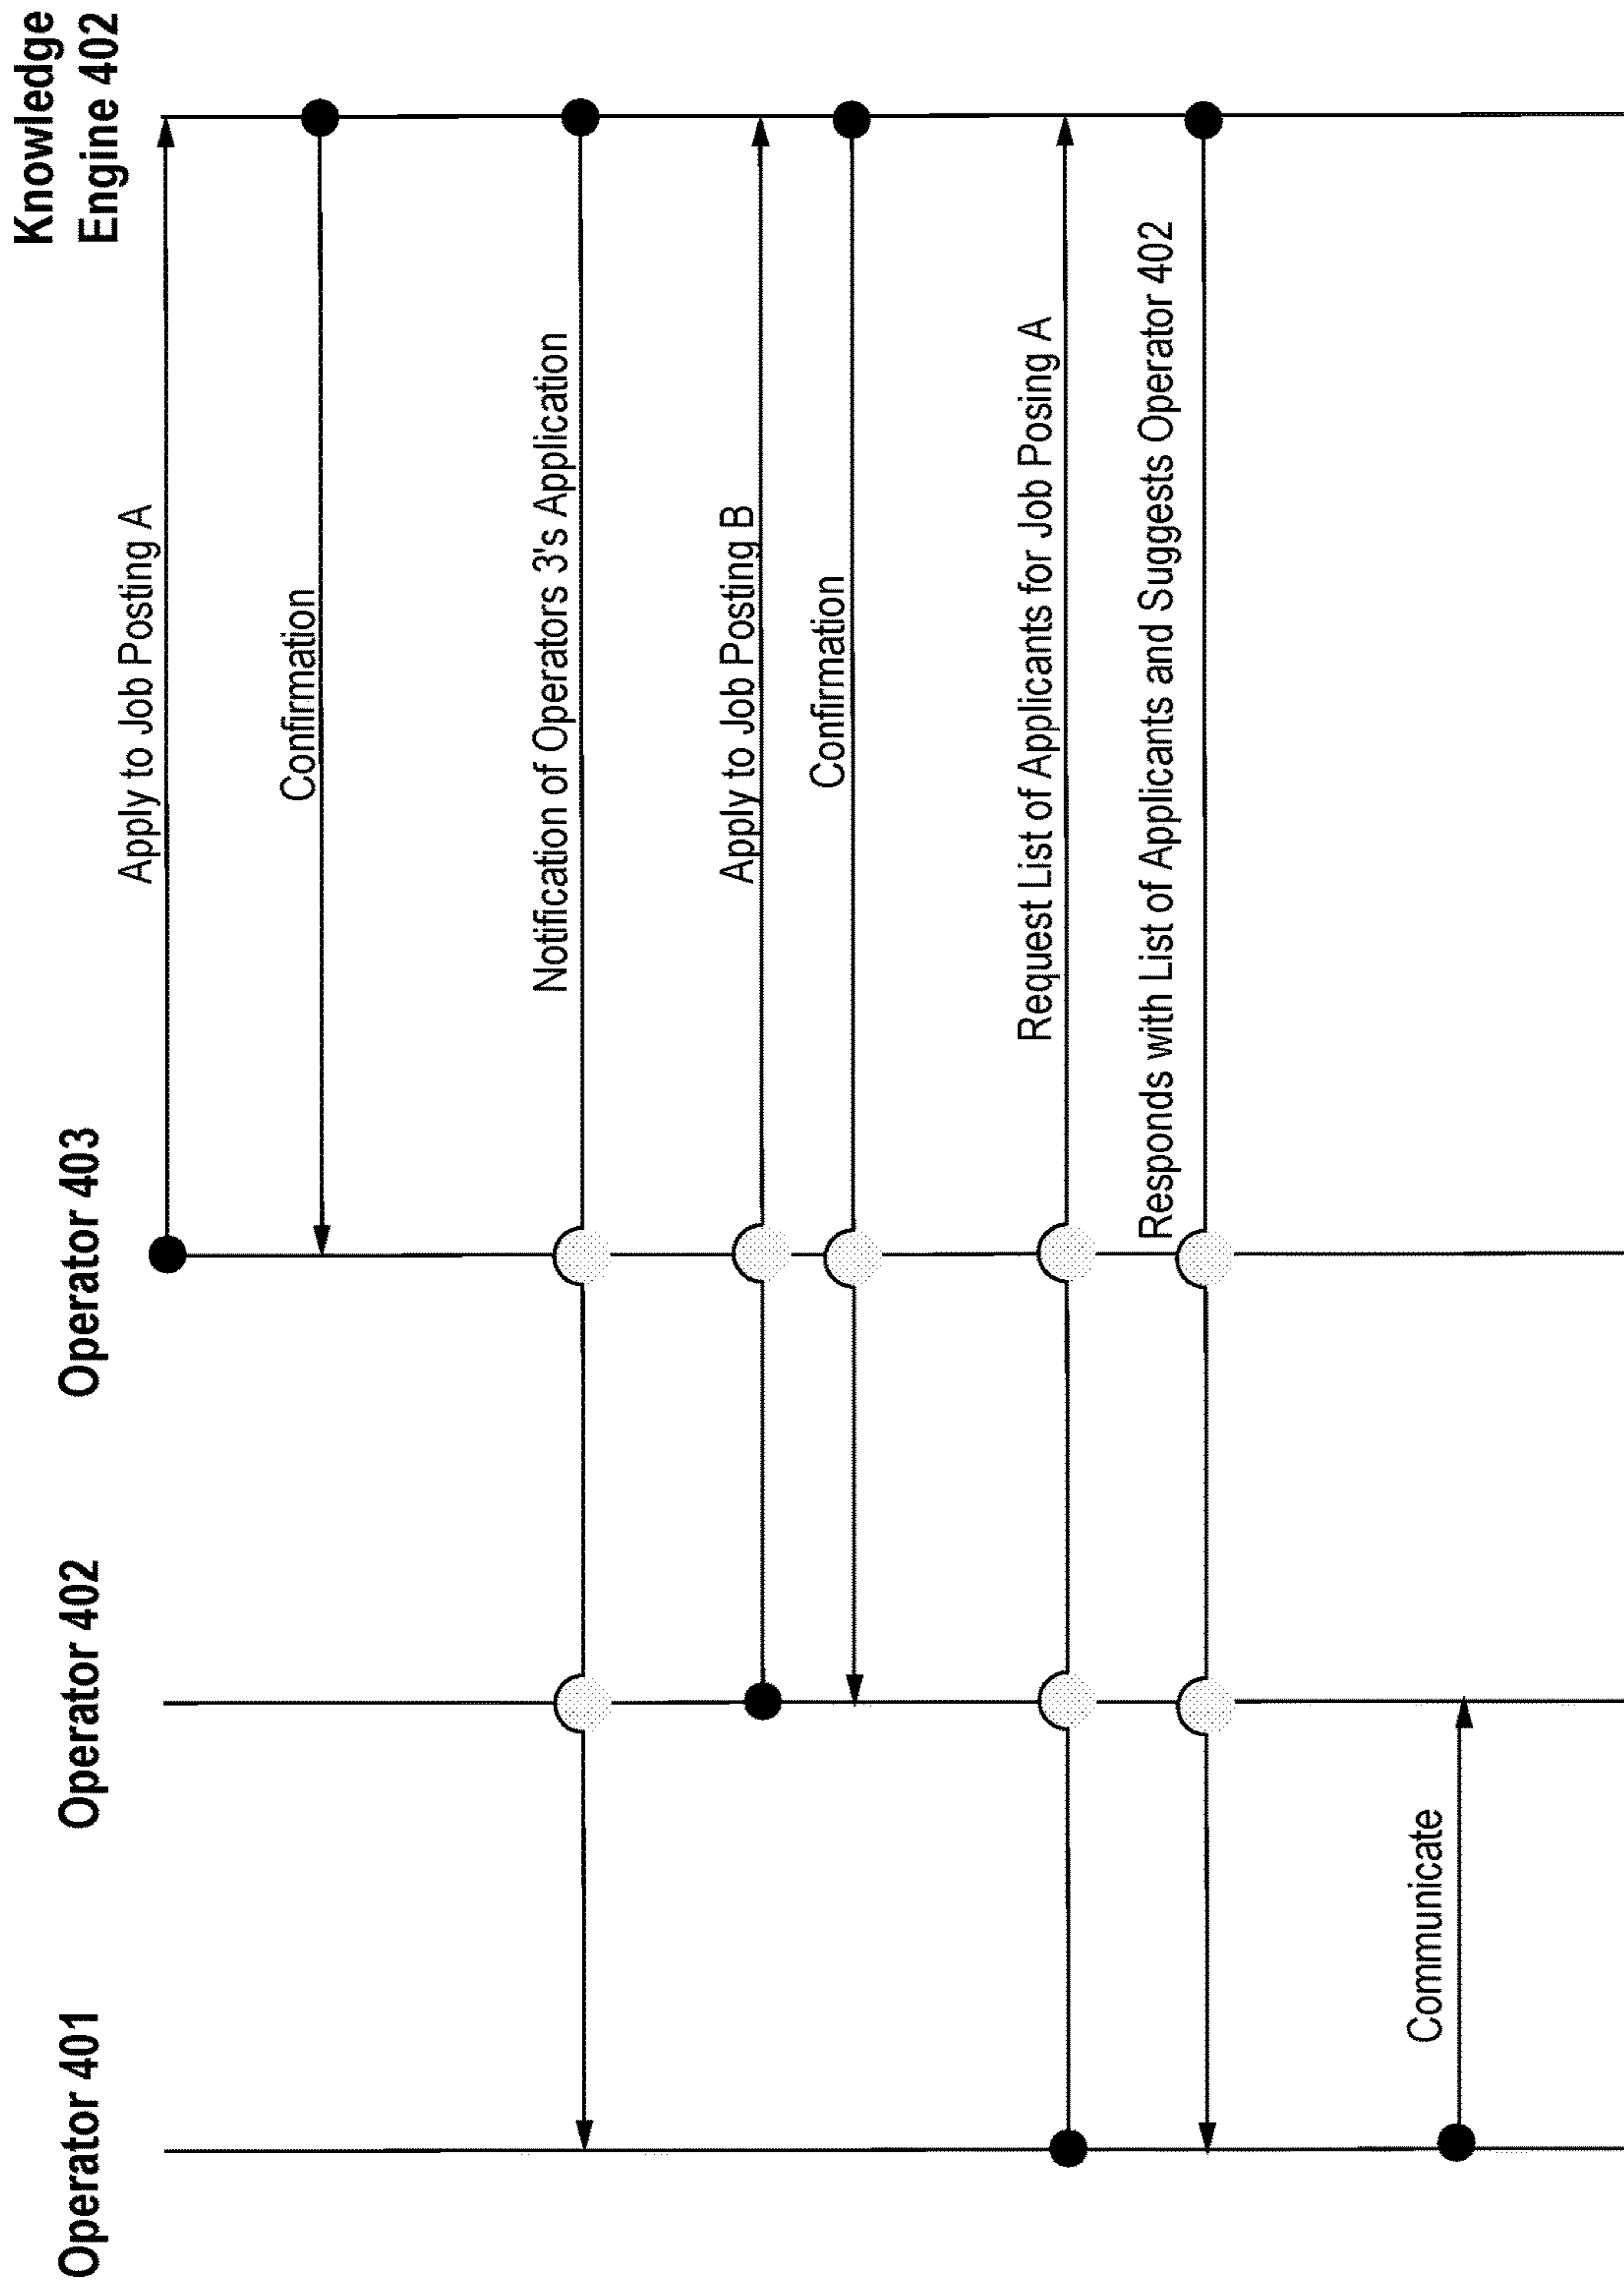 Operator 401
Operator 402
Operator 403
Knowledge
Engine 402
Apply to Job Posting A
Confirmation
Notification of Operators 3's Application
Apply to Job Posting B
Confirmation
Request List of Applicants for Job Posing A
Responds with List of Applicants and Suggests Operator 402
Communicate